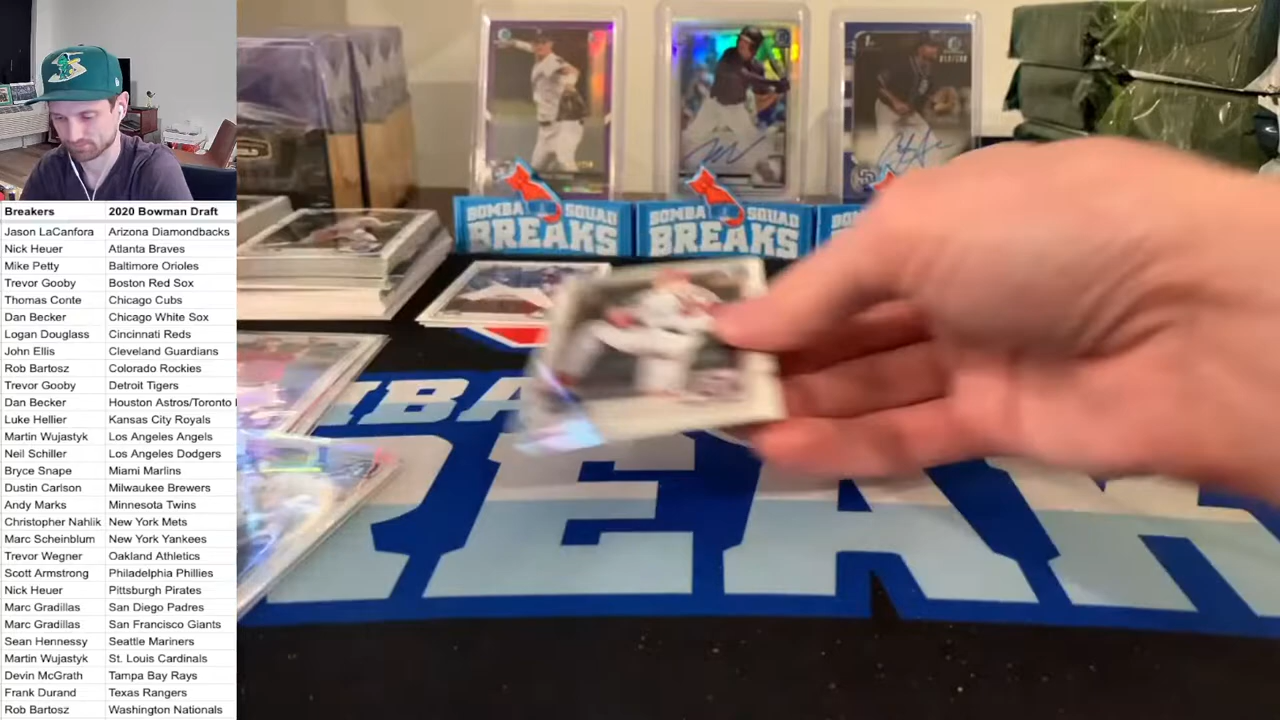 Breakers 2020 Bowman Draft
Jason LaCanfora Arizona Diamondbacks
Nick Heuer Atlanta Braves
Mike Petty Baltimore Orioles
Trevor Gooby Boston Red Sox
Thomas Conte Chicago Cubs
Dan Becker Chicago White Sox
Logan Douglass Cincinnati Reds
John Ellis Cleveland Guardians
Rob Bartosz Colorado Rockies
Trevor Gooby Detroit Tigers
Dan Becker Houston Astros/Toronto
Luke Hellier Kansas City Royals
Martin Wujastyk Los Angeles Angels
Neil Schiller Los Angeles Dodgers
Bryce Snape Miami Marlins
Dustin Carlson Milwaukee Brewers
Andy Marks Minnesota Twins
Christopher Nahlik New York Mets
Marc Scheinblum New York Yankees
Trevor Wegner Oakland Athletics
Scott Armstrong Philadelphia Phillies
Nick Heuer Pittsburgh Pirates
Marc Gradillas San Diego Padres
Marc Gradillas San Francisco Giants
Sean Hennessy Seattle Mariners
Martin Wujastyk St. Louis Cardinals
Devin McGrath Tampa Bay Rays
Frank Durand Texas Rangers
Rob Bartosz Washington Nationals
BOMBA SQUAD
BREAKS
BOMBA SQUAD
BREAKS
BO
MBA
REAK